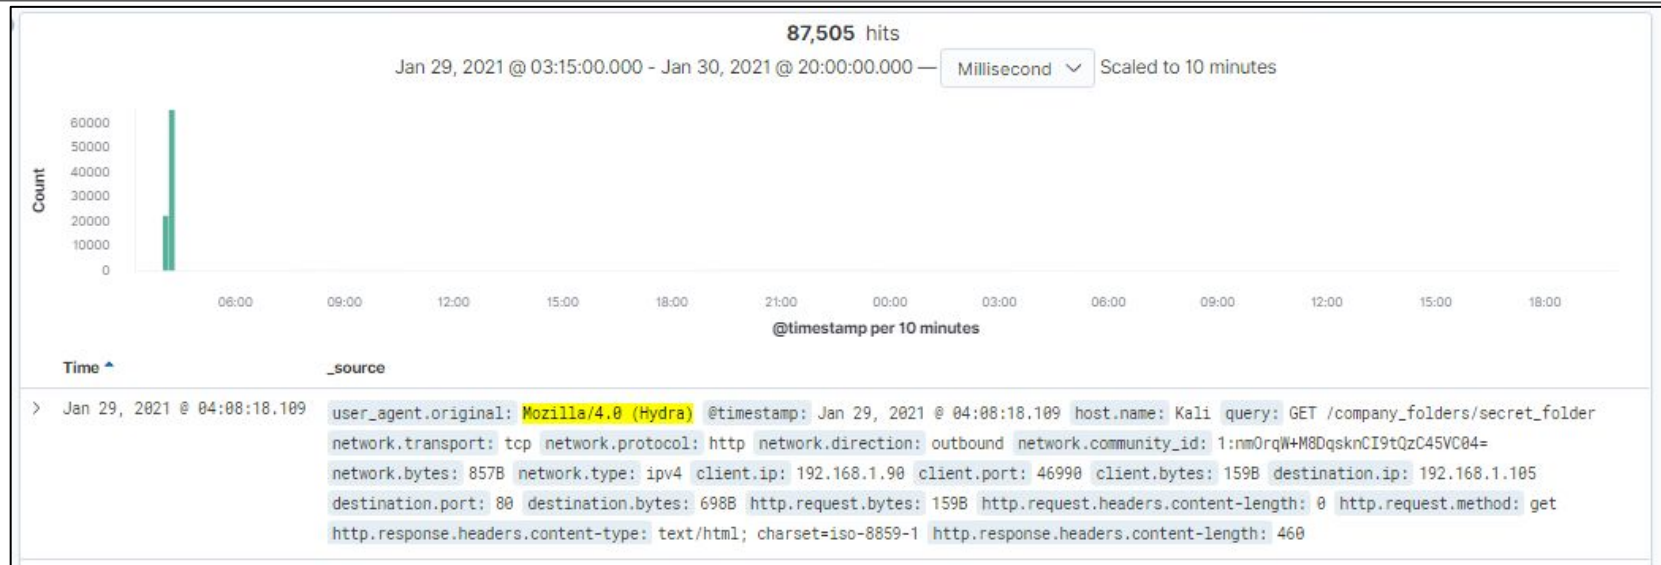 87,505 hits
Jan 29, 2021 @ 03:15:00.000 - Jan 30, 2021 @ 20:00:00.000 — Millisecond Scaled to 10 minutes
60000
50000
40000
30000
20000
10000
0
Count
06:00 09:00 12:00 15:00 18:00 21:00 00:00 03:00 06:00 09:00 12:00 15:00 18:00
@timestamp per 10 minutes
Time _source
Jan 29, 2021 @ 04:08:18.109 user_agent.original: Mozilla/4.0 (Hydra) @timestamp: Jan 29, 2021 @ 04:08:18.109 host.name: Kali query: GET /company_folders/secret_folder
network.transport: tcp network.protocol: http network.direction: outbound network.community_id: 1:nmOrqW+M8DqsknCI9tQzC45VC04=
network.bytes: 857B network.type: ipv4 client.ip: 192.168.1.90 client.port: 46990 client.bytes: 159B destination.ip: 192.168.1.105
destination.port: 80 destination.bytes: 698B http.request.bytes: 159B http.request.headers.content-length: 0 http.request.method: get
http.response.headers.content-type: text/html; charset=iso-8859-1 http.response.headers.content-length: 460